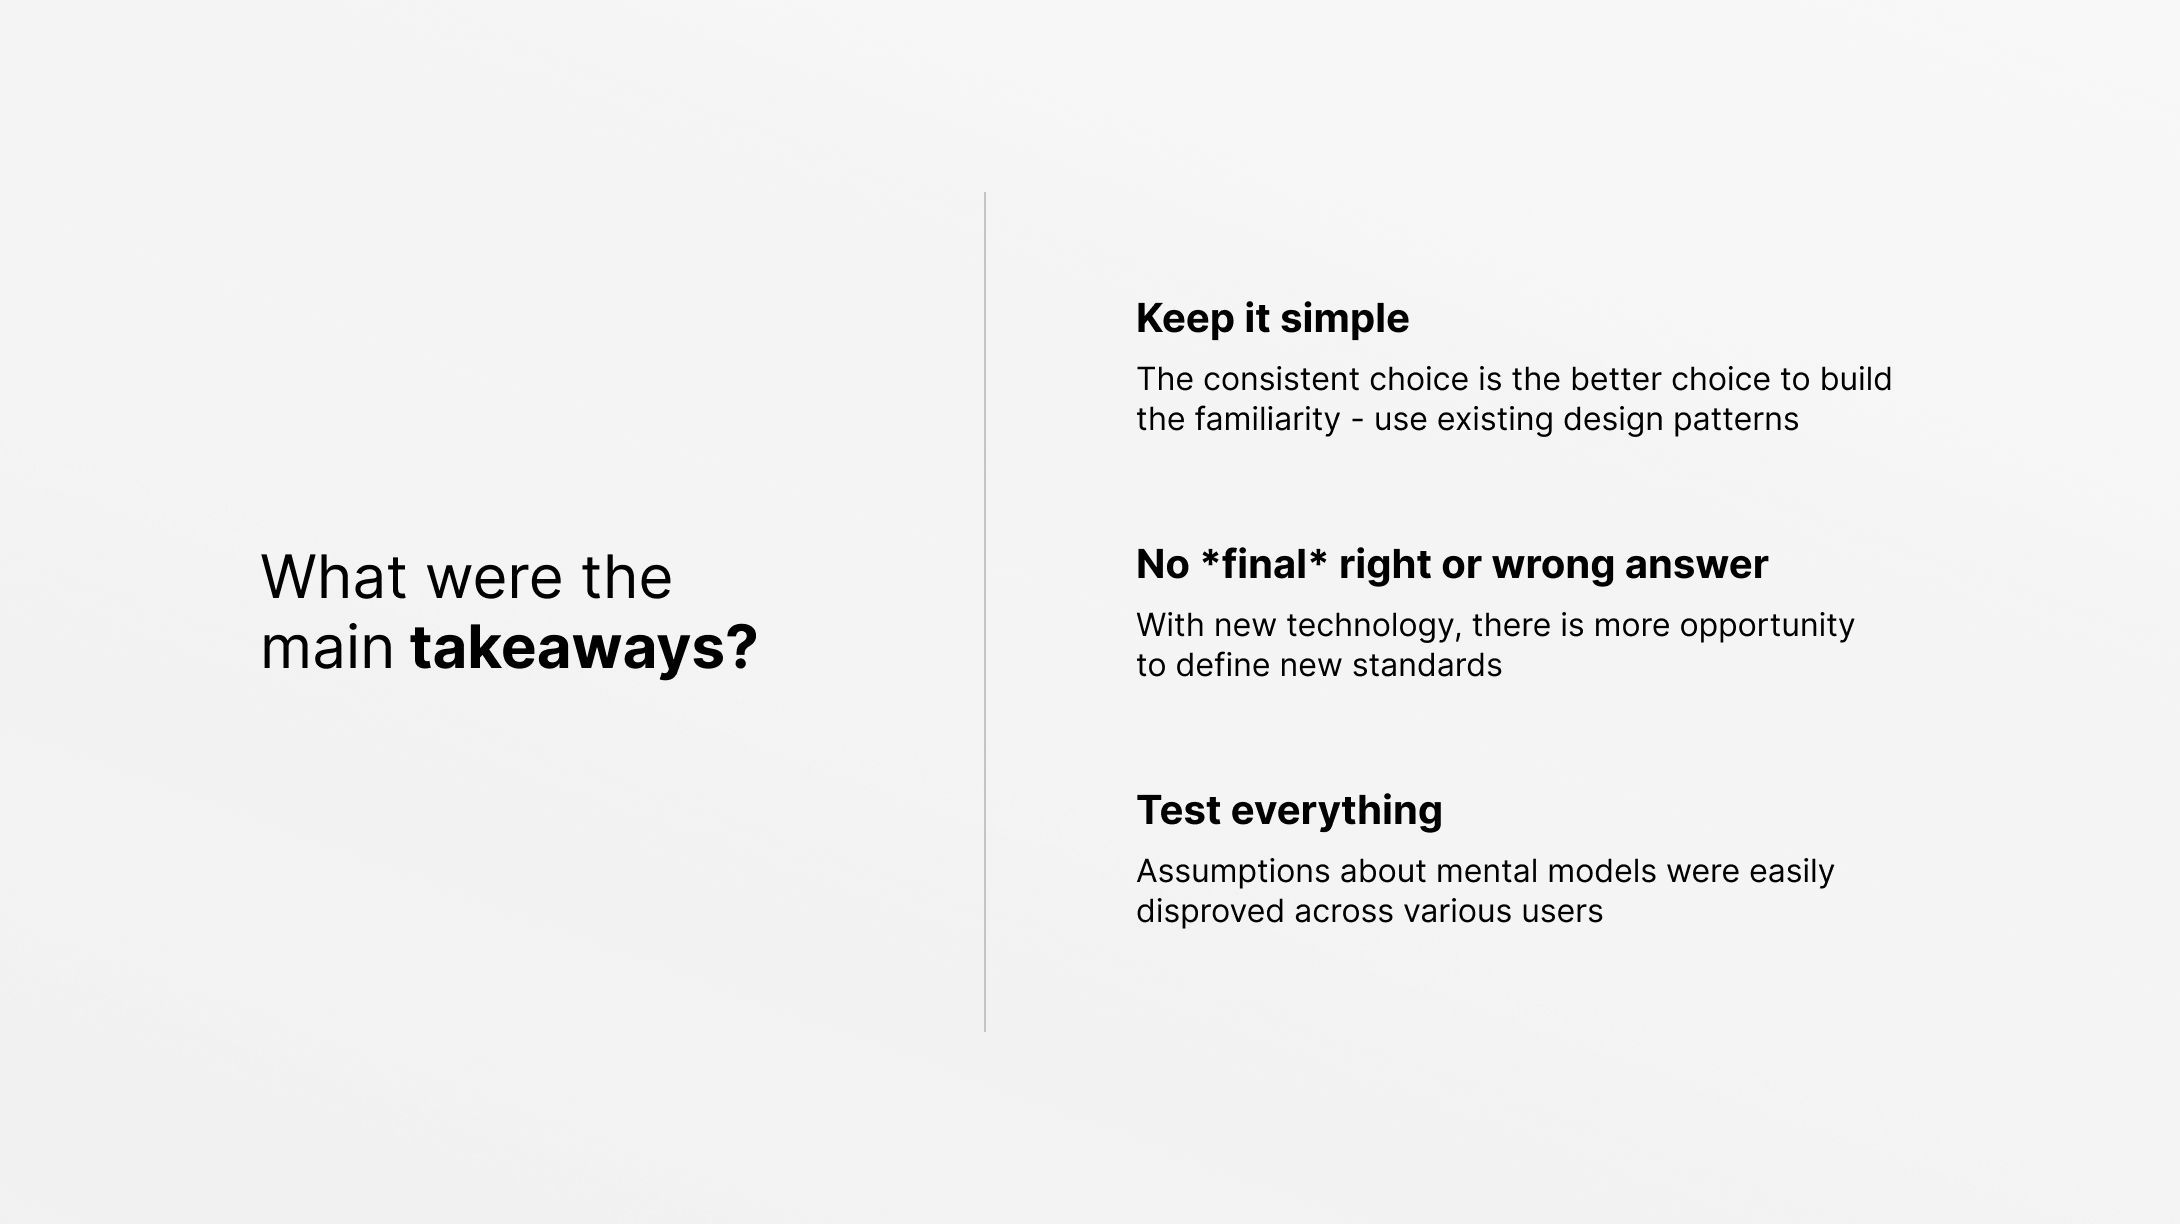 What were the
main takeaways?
Keep it simple
The consistent choice is the better choice to build
the familiarity - use existing design patterns
No *final* right or wrong answer
With new technology, there is more opportunity
to define new standards
Test everything
Assumptions about mental models were easily
disproved across various users